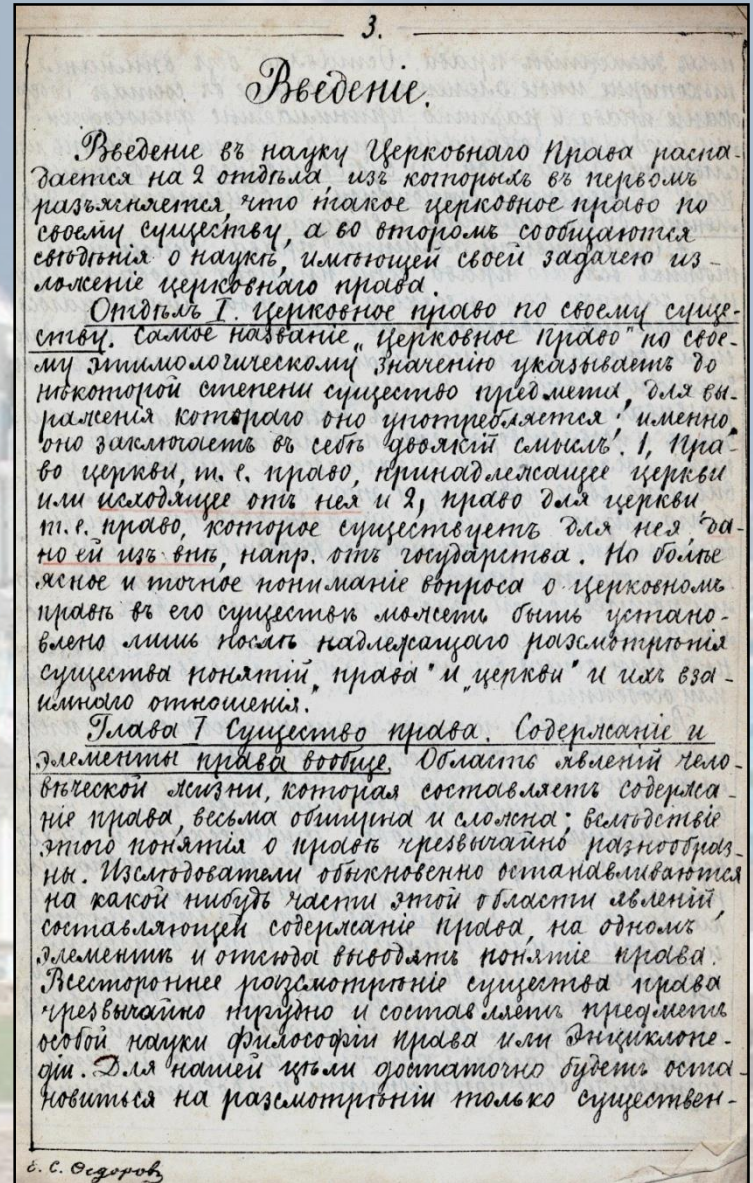 3.
Введеніе.
Введеніе въ науку Церковнаго Права распа-
дается на 2 отдѣла, изъ которыхъ въ первомъ
разъясняется, что такое церковное право по
своему существу, а во второмъ сообщаются
свѣдѣнія о наукѣ, имѣющей своей задачею из-
ложеніе церковнаго права.
Отдѣлъ I. Церковное право по своему суще-
ству. Самое названіе „церковное право" по свое-
му этимологическому значенію указываетъ до
нѣкоторой степени существо предмета, для вы-
раженія котораго оно употребляется; именно,
оно заключаетъ въ себѣ двоякій смыслъ: 1, Пра-
во церкви, т. е. право, принадлежащее церкви
или исходящее отъ нея и 2, право для церкви,
т. е. право, которое существуетъ для нея, да-
но ей изъ внѣ, напр. отъ государства. Но болѣе
ясное и точное пониманіе вопроса о церковномъ
правѣ въ его существѣ можетъ быть устано-
влено лишь послѣ надлежащаго разсмотрѣнія
существа понятій „права" и „церкви" и ихъ вза-
имнаго отношенія.
Глава I Существо права. Содержаніе и
элементы права вообще. Область явленій чело-
вѣческой жизни, которая составляетъ содержа-
ніе права, весьма обширна и сложна; вслѣдствіе
этого понятія о правѣ чрезвычайно разнообраз-
ны. Изслѣдователи обыкновенно останавливаются
на какой нибудь части этой области явленій,
составляющей содержаніе права, на одномъ
элементѣ и отсюда выводятъ понятіе права.
Всестороннее разсмотрѣніе существа права
чрезвычайно трудно и составляетъ предметъ
особой науки философіи права или Энциклопе-
діи. Для нашей цѣли достаточно будетъ оста-
новиться на разсмотрѣніи только существен-
Е. С. Ѳедоровъ